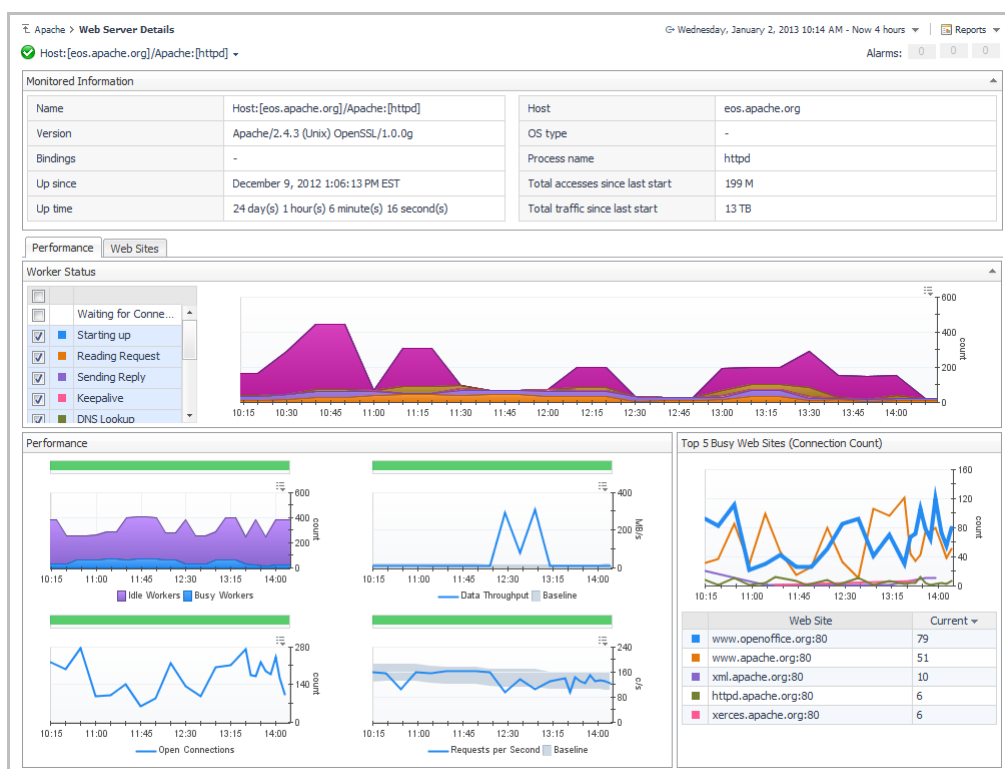 Apache > Web Server Details
Wednesday, January 2, 2013 10:14 AM - Now 4 hours
Reports
Host:[eos.apache.org]/Apache:[httpd]
Alarms: 0 0 0
Monitored Information
Name Host:[eos.apache.org]/Apache:[httpd] Host eos.apache.org
Version Apache/2.4.3 (Unix) OpenSSL/1.0.0g OS type -
Bindings - Process name httpd
Up since December 9, 2012 1:06:13 PM EST Total accesses since last start 199 M
Up time 24 day(s) 1 hour(s) 6 minute(s) 16 second(s) Total traffic since last start 13 TB
Performance Web Sites
Worker Status
Waiting for Conne...
Starting up
Reading Request
Sending Reply
Keepalive
DNS Lookup
600
400
200
0
count
10:15 10:30 10:45 11:00 11:15 11:30 11:45 12:00 12:15 12:30 12:45 13:00 13:15 13:30 13:45 14:00
Performance
600
400
200
0
count
10:15 11:00 11:45 12:30 13:15 14:00
Idle Workers Busy Workers
400
200
0
MB/s
10:15 11:00 11:45 12:30 13:15 14:00
Data Throughput Baseline
280
140
0
count
10:15 11:00 11:45 12:30 13:15 14:00
Open Connections
240
160
80
0
c/s
10:15 11:00 11:45 12:30 13:15 14:00
Requests per Second Baseline
Top 5 Busy Web Sites (Connection Count)
160
120
80
40
0
count
10:15 11:00 11:45 12:30 13:15 14:00
Web Site Current
www.openoffice.org:80 79
www.apache.org:80 51
xml.apache.org:80 10
httpd.apache.org:80 6
xerces.apache.org:80 6